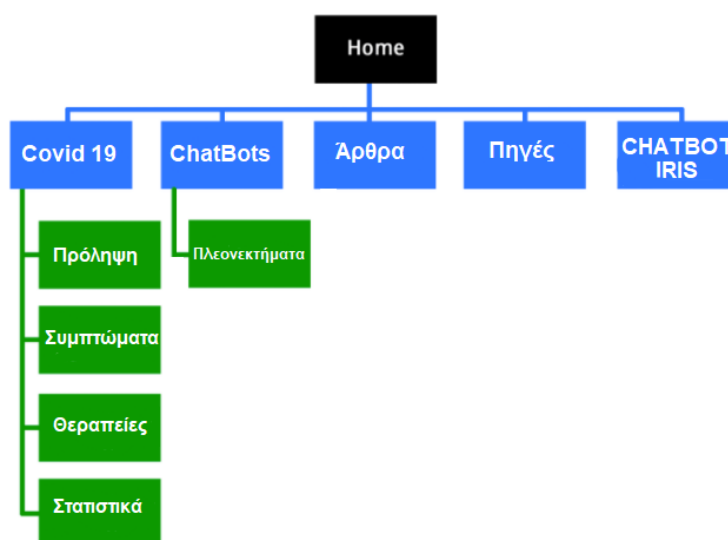 Home
Covid 19
ChatBots
Άρθρα
Πηγές
CHATBOT
IRIS
Πρόληψη
Πλεονεκτήματα
Συμπτώματα
Θεραπείες
Στατιστικά